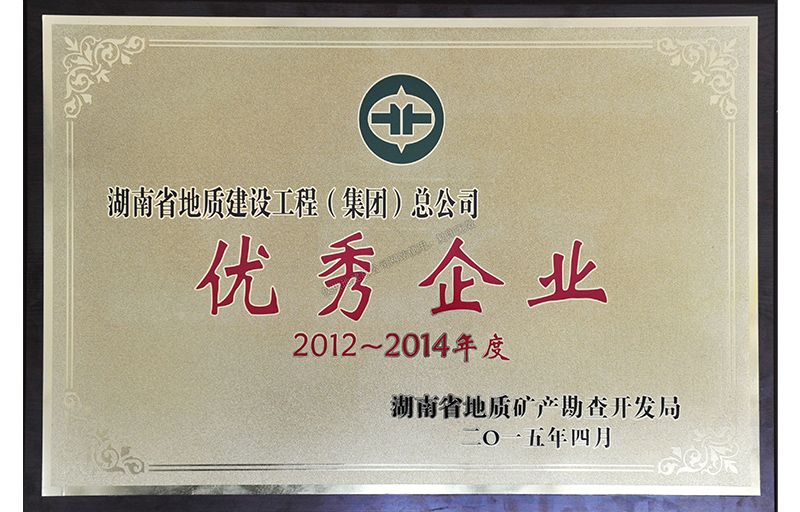 湖南省地质建设工程（集团）总公司
优秀企业
2012～2014年度
湖南省地质矿产勘查开发局
二〇一五年四月